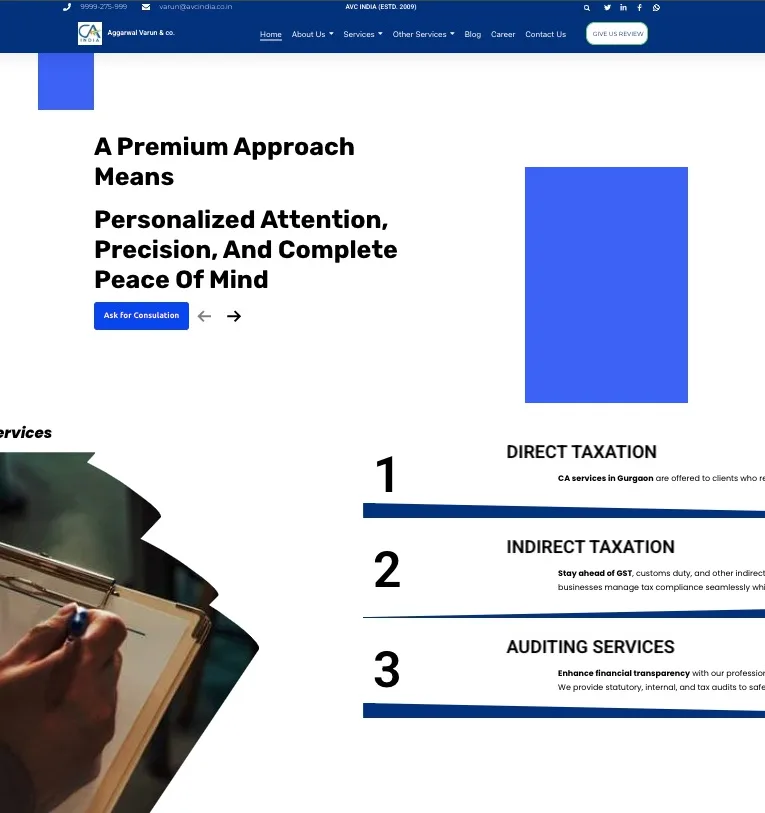 9999-275-999
varun@avcindia.co.in
AVC INDIA (ESTD. 2009)
CA
INDIA
Aggarwal Varun & co.
Home
About Us
Services
Other Services
Blog
Career
Contact Us
GIVE US REVIEW
A Premium Approach
Means
Personalized Attention,
Precision, And Complete
Peace Of Mind
Ask for Consulation
ervices
1
DIRECT TAXATION
CA services in Gurgaon are offered to clients who re
2
INDIRECT TAXATION
Stay ahead of GST, customs duty, and other indirect
businesses manage tax compliance seamlessly whi
3
AUDITING SERVICES
Enhance financial transparency with our profession
We provide statutory, internal, and tax audits to safe